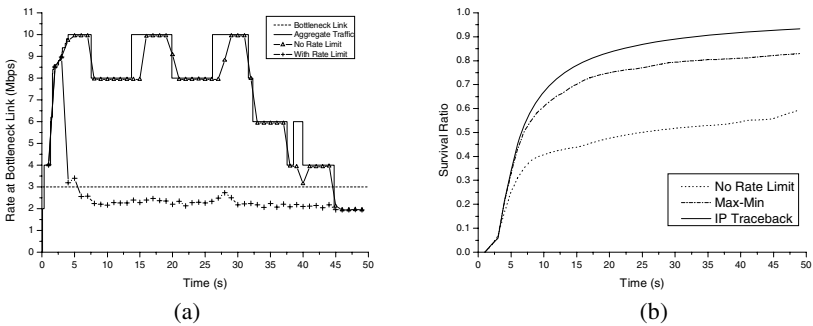 11
10
9
8
7
6
5
4
3
2
1
0
Rate at Bottleneck Link (Mbps)
Bottleneck Link
Aggregate Traffic
No Rate Limit
With Rate Limit
0 5 10 15 20 25 30 35 40 45 50
Time (s)
(a)
1.0
0.9
0.8
0.7
0.6
0.5
0.4
0.3
0.2
0.1
0.0
Survival Ratio
No Rate Limit
Max-Min
IP Traceback
0 5 10 15 20 25 30 35 40 45 50
Time (s)
(b)